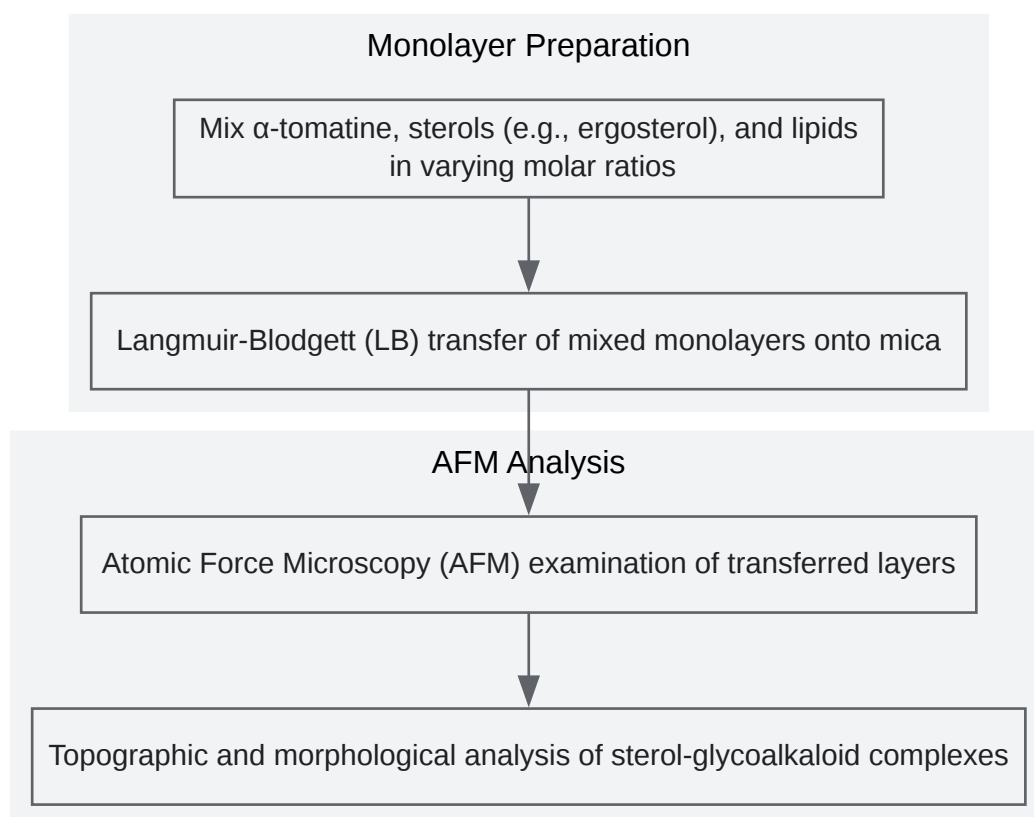 Monolayer Preparation
Mix α-tomatine, sterols (e.g., ergosterol), and lipids
in varying molar ratios
Langmuir-Blodgett (LB) transfer of mixed monolayers onto mica
AFM Analysis
Atomic Force Microscopy (AFM) examination of transferred layers
Topographic and morphological analysis of sterol-glycoalkaloid complexes